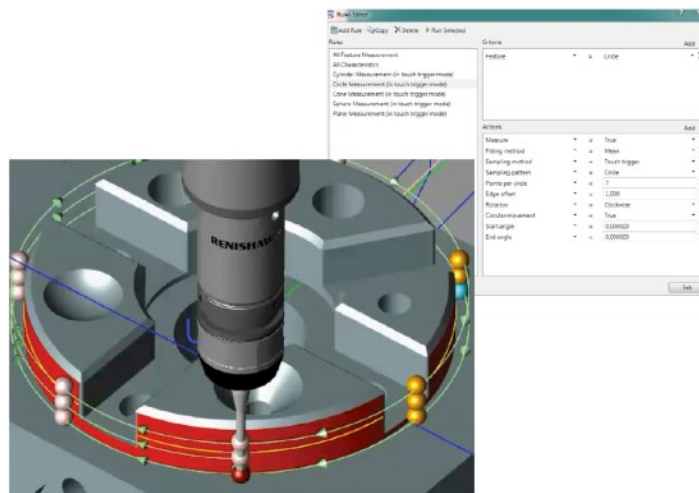 Rules Editor
Add Rule Copy Delete Run Selected
Rules
All Feature Measurement
All Characteristics
Cylinder Measurement (in touch trigger mode)
Circle Measurement (in touch trigger mode)
Cone Measurement (in touch trigger mode)
Sphere Measurement (in touch trigger mode)
Plane Measurement (in touch trigger mode)
Criteria Add
Feature = Circle
Actions Add
Measure = True
Fitting method = Mean
Sampling method = Touch trigger
Sampling pattern = Circle
Points per circle = 7
Edge offset = 1,000
Rotation = Clockwise
Circular movement = True
Start angle = 0,000000
End angle = 0,000000
Exit
RENISHAW